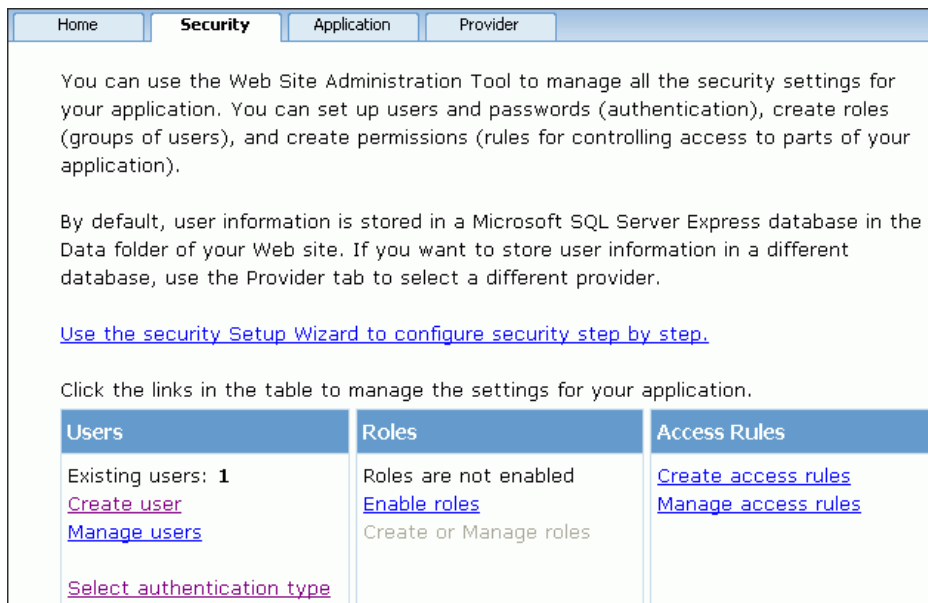 Home Security Application Provider
You can use the Web Site Administration Tool to manage all the security settings for
your application. You can set up users and passwords (authentication), create roles
(groups of users), and create permissions (rules for controlling access to parts of your
application).
By default, user information is stored in a Microsoft SQL Server Express database in the
Data folder of your Web site. If you want to store user information in a different
database, use the Provider tab to select a different provider.
Use the security Setup Wizard to configure security step by step.
Click the links in the table to manage the settings for your application.
Users
Existing users: 1
Create user
Manage users
Select authentication type
Roles
Roles are not enabled
Enable roles
Create or Manage roles
Access Rules
Create access rules
Manage access rules